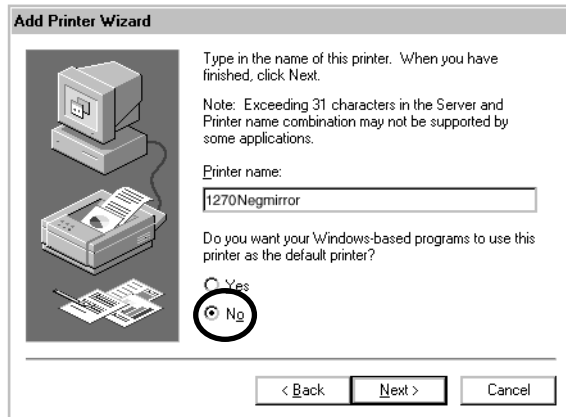 Add Printer Wizard
Type in the name of this printer.  When you have
finished, click Next.
Note:  Exceeding 31 characters in the Server and
Printer name combination may not be supported by
some applications.
Printer name:
1270Negmirror
Do you want your Windows-based programs to use this
printer as the default printer?
Yes
No
< Back
Next >
Cancel